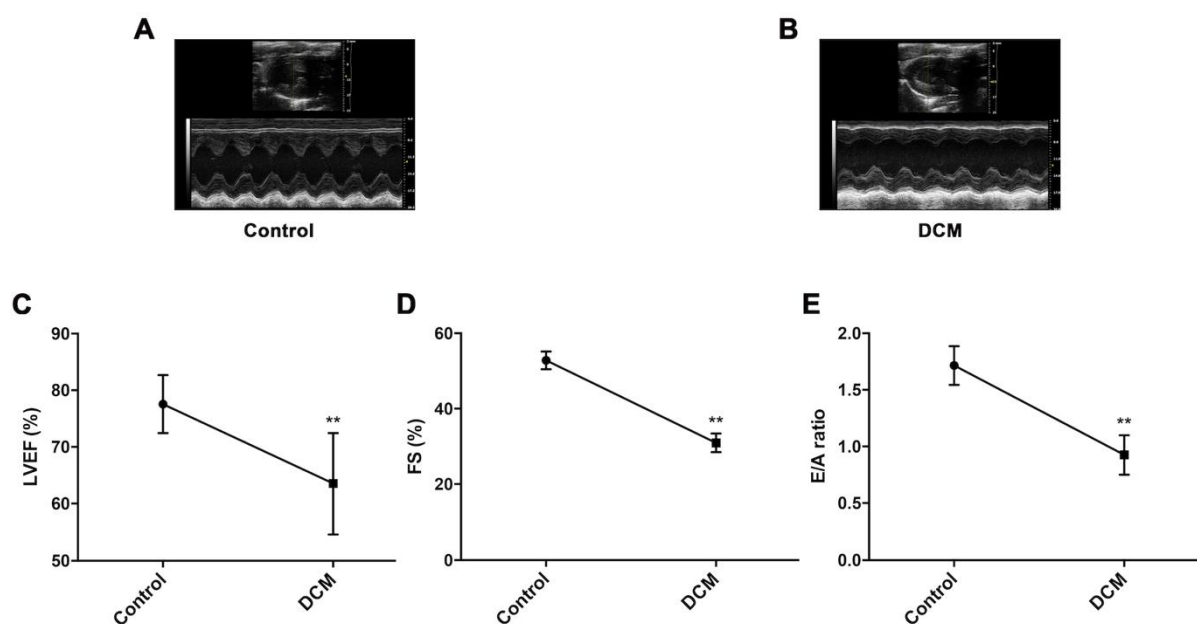 A
B
Control
DCM
C
D
E
LVEF (%)
90
80
70
60
50
**
Control
DCM
FS (%)
60
40
20
0
**
Control
DCM
E/A ratio
2.0
1.5
1.0
0.5
0.0
**
Control
DCM